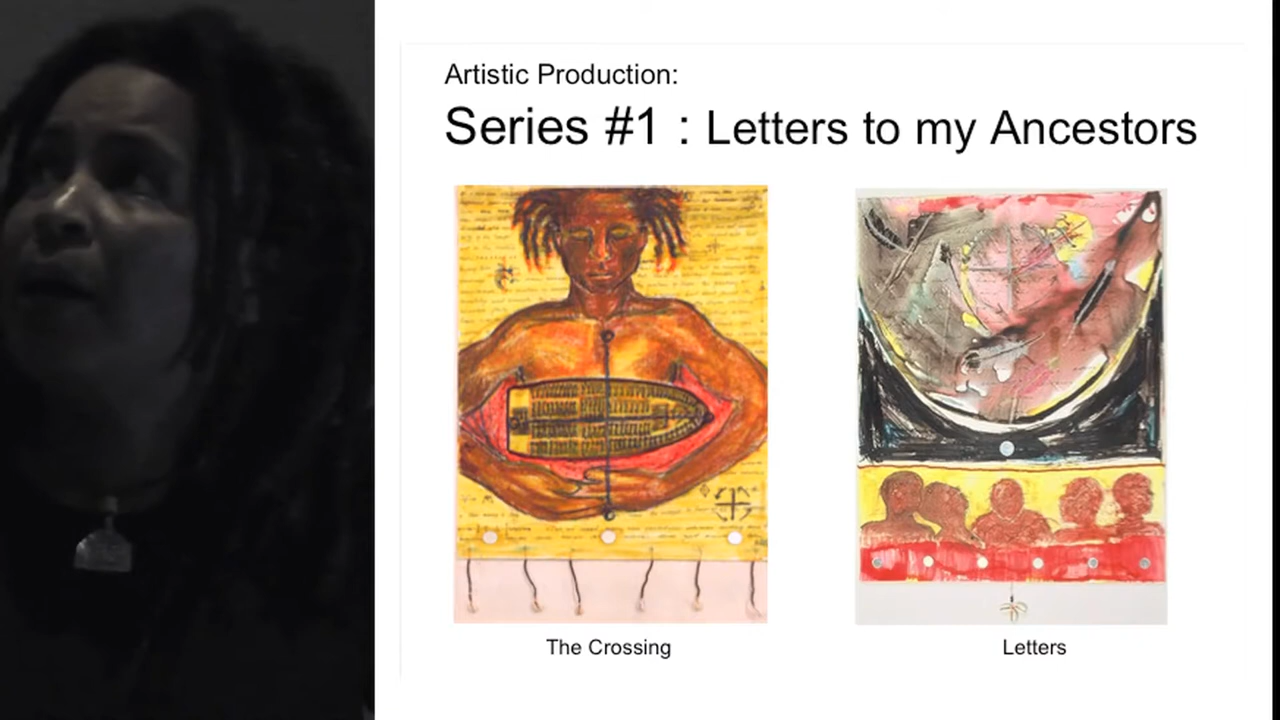 Artistic Production:
Series #1 : Letters to my Ancestors
The Crossing
Letters